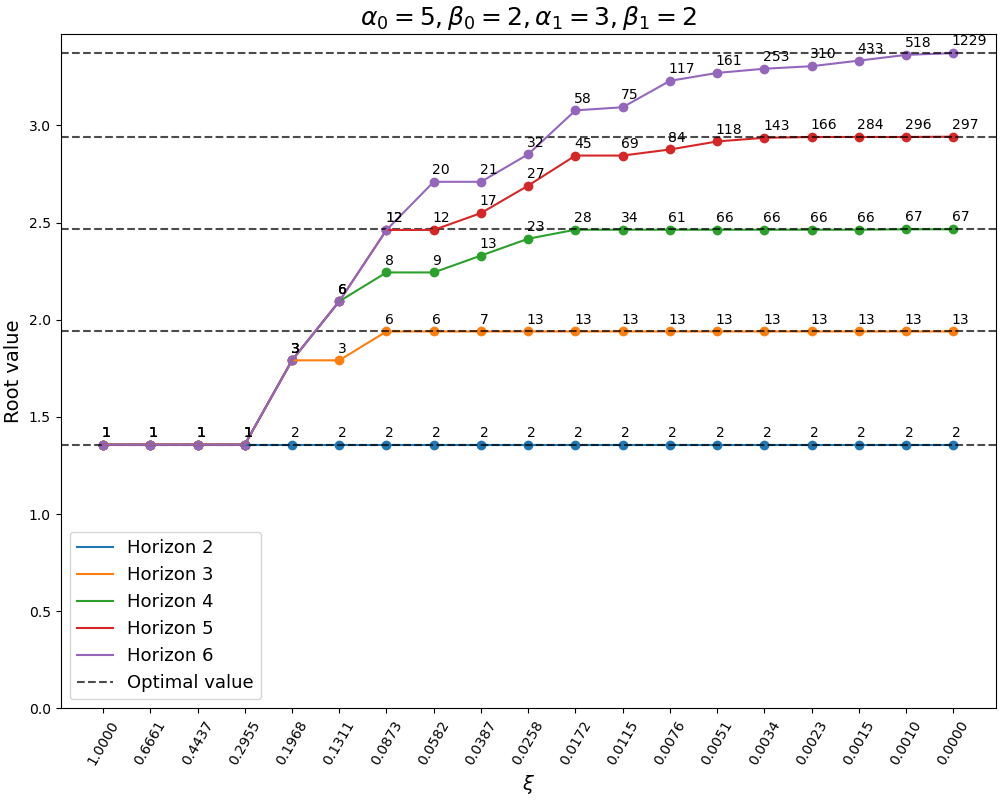 α₀ = 5, β₀ = 2, α₁ = 3, β₁ = 2
Root value
3.0
2.5
2.0
1.5
1.0
0.5
0.0
12 20 21 32 58 75 117 161 253 310 433 518 1229
12 17 27 45 69 84 118 143 166 284 296 297
6 8 9 13 23 28 34 61 66 66 66 66 67 67
3 3 6 6 7 13 13 13 13 13 13 13 13 13 13 13 13
1 1 1 1 2 2 2 2 2 2 2 2 2 2 2 2 2 2 2
Horizon 2
Horizon 3
Horizon 4
Horizon 5
Horizon 6
Optimal value
1.0000 0.6661 0.4437 0.2955 0.1968 0.1311 0.0873 0.0582 0.0387 0.0258 0.0172 0.0115 0.0076 0.0051 0.0034 0.0023 0.0015 0.0010 0.0000
ξ